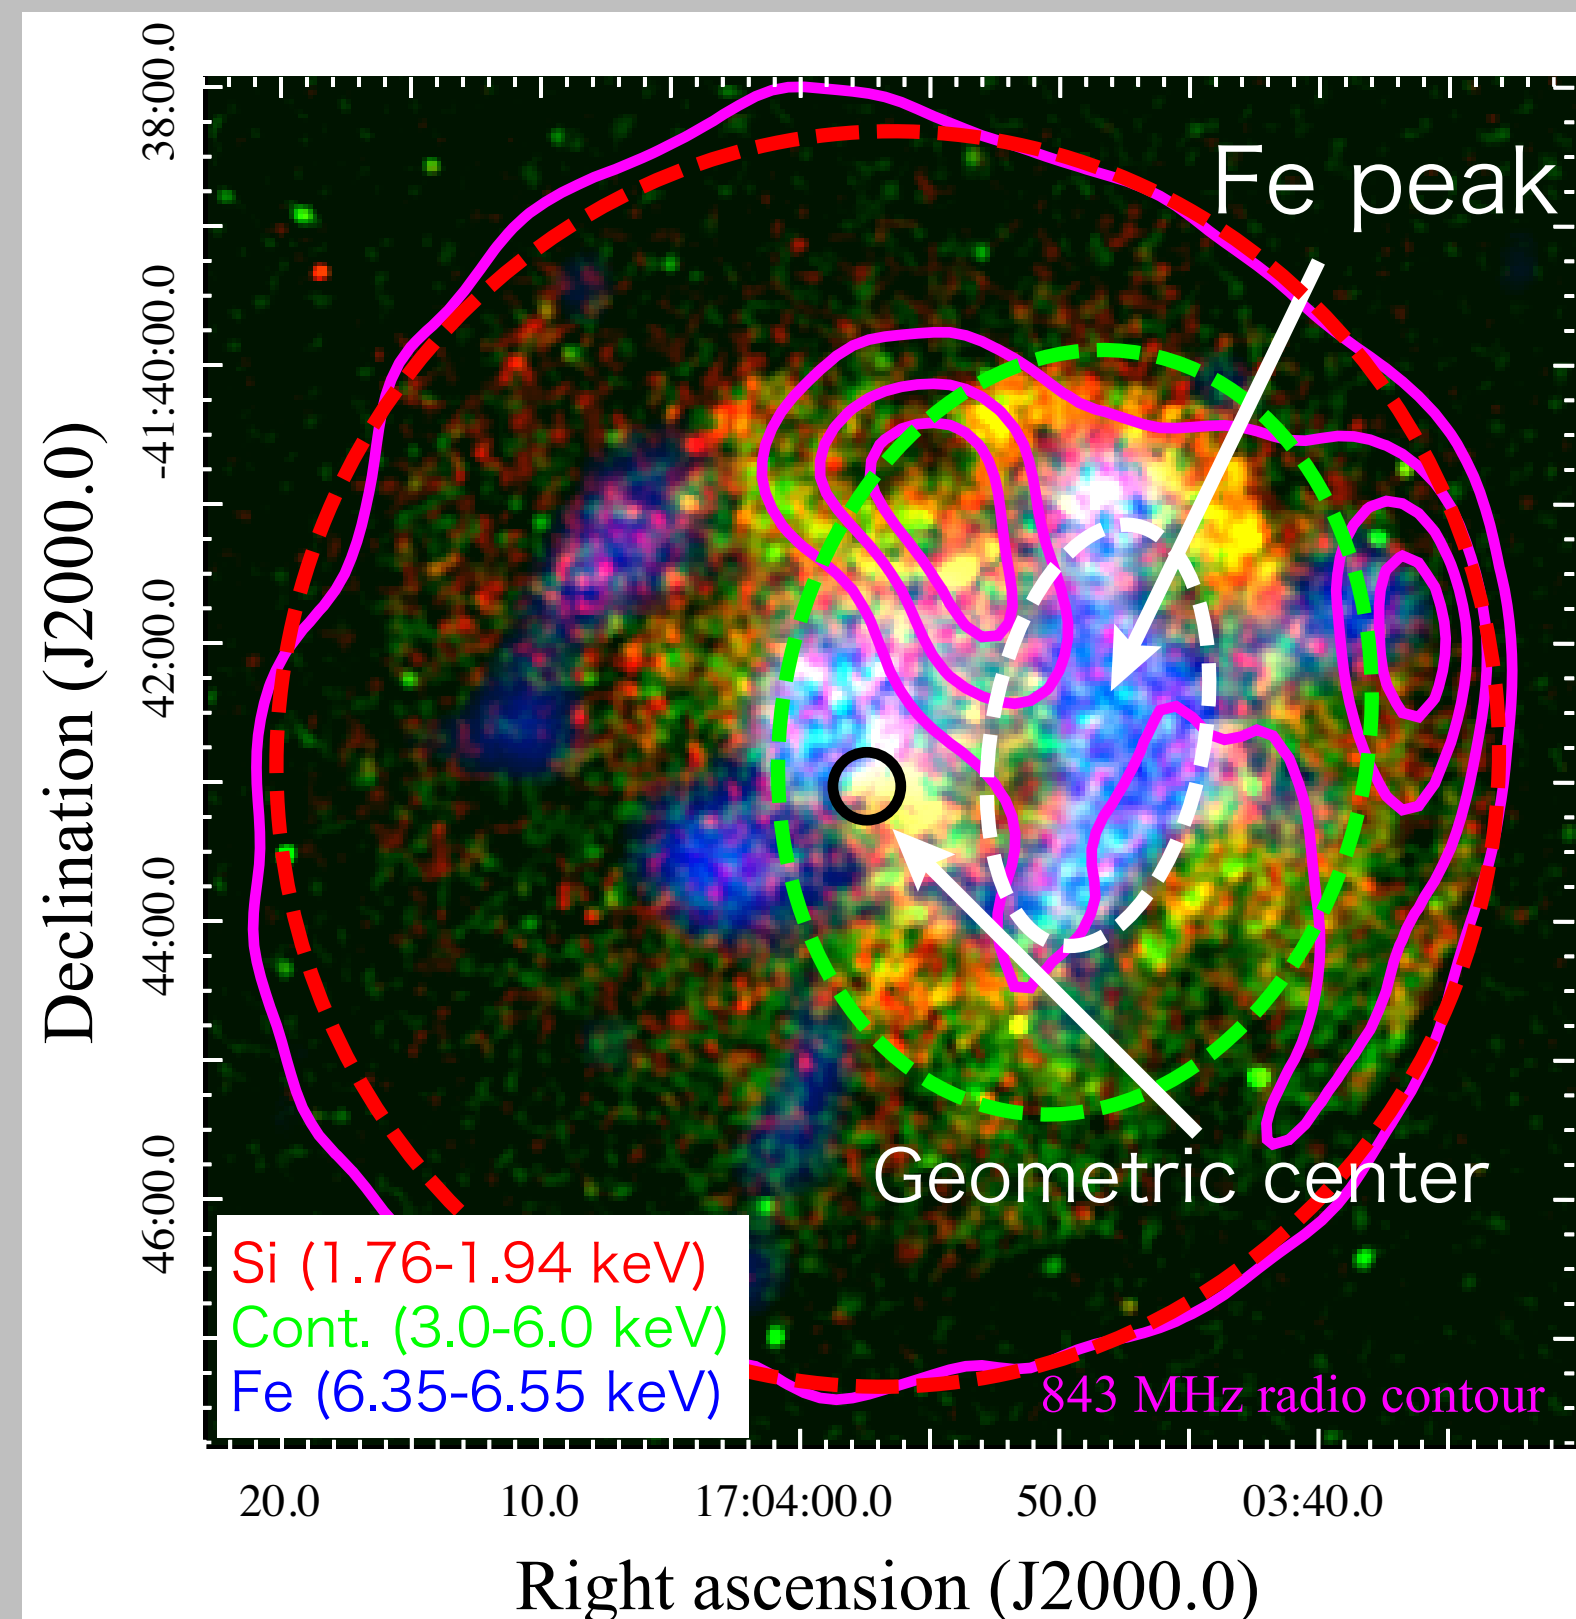 Fe peak
Geometric center
Si (1.76-1.94 keV)
Cont. (3.0-6.0 keV)
Fe (6.35-6.55 keV)
843 MHz radio contour
38:00.0
-41:40:00.0
42:00.0
44:00.0
46:00.0
Declination (J2000.0)
20.0 10.0 17:04:00.0 50.0 03:40.0
Right ascension (J2000.0)